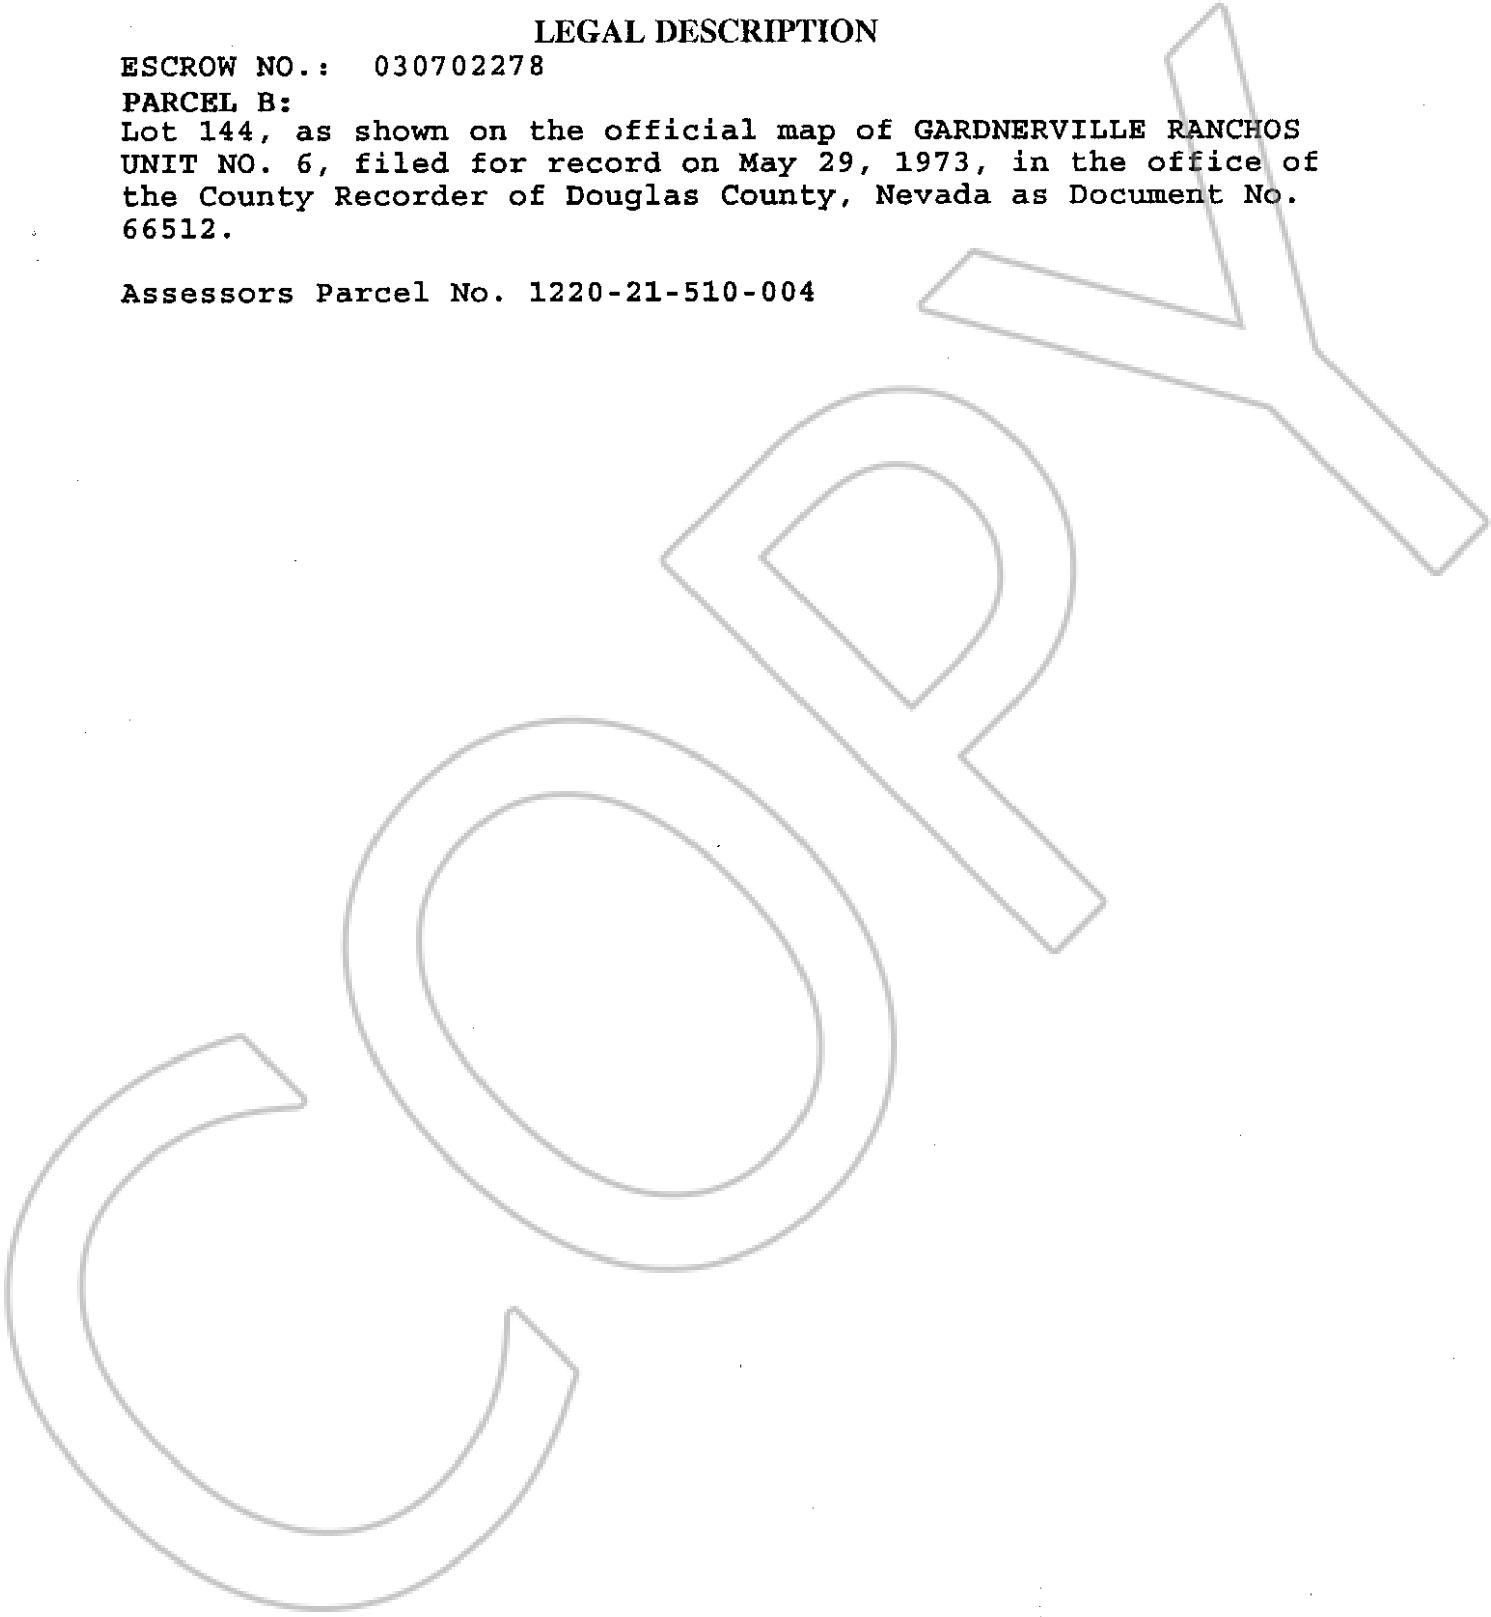 LEGAL DESCRIPTION
ESCROW NO.: 030702278
PARCEL B:
Lot 144, as shown on the official map of GARDNERVILLE RANCHOS
UNIT NO. 6, filed for record on May 29, 1973, in the office of
the County Recorder of Douglas County, Nevada as Document No.
66512.
Assessors Parcel No. 1220-21-510-004
COPY